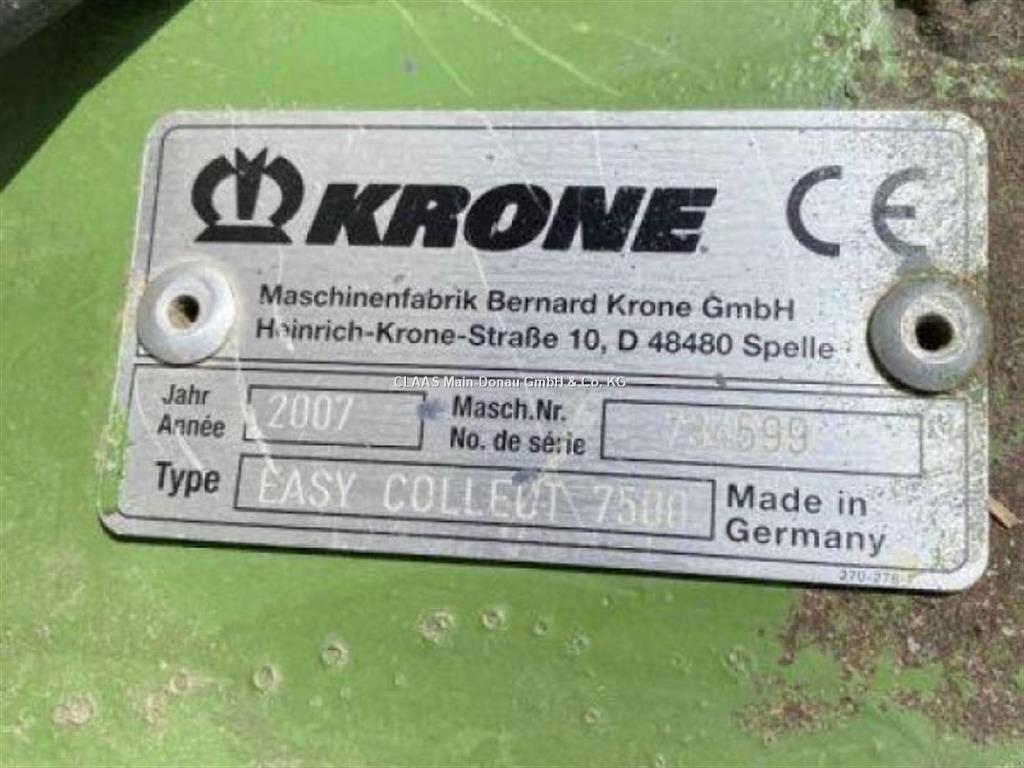 KRONE CE
Maschinenfabrik Bernard Krone GmbH
Heinrich-Krone-Straße 10, D 48480 Spelle
CLAAS Main-Donau GmbH & Co. KG
Jahr 2007 Masch.Nr. 794599
Année No. de série
Type EASY COLLECT 7500 Made in
Germany